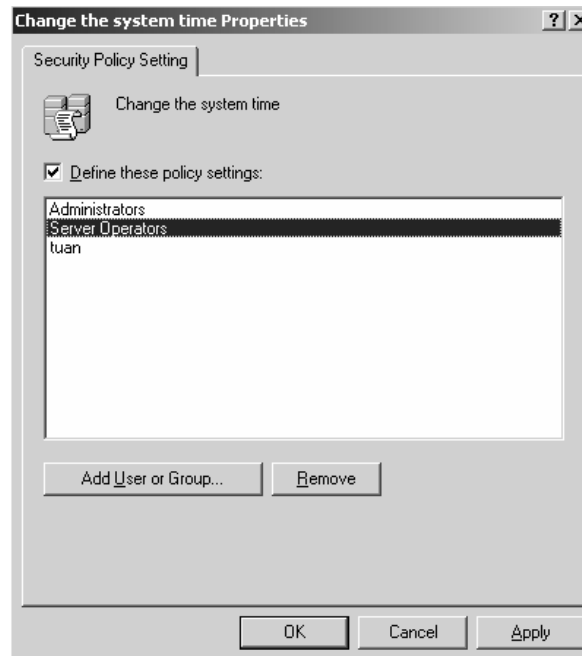 Change the system time Properties
Security Policy Setting
Change the system time
Define these policy settings:
Administrators
Server Operators
tuan
Add User or Group...
Remove
OK
Cancel
Apply